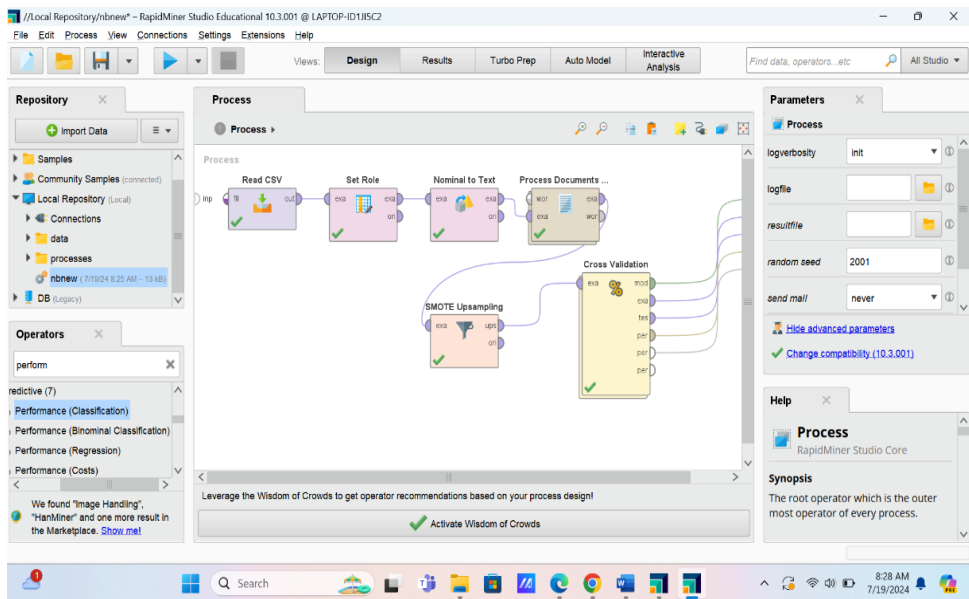 //Local Repository/nbnew* – RapidMiner Studio Educational 10.3.001 @ LAPTOP-ID1JI5C2
File Edit Process View Connections Settings Extensions Help
Views: Design Results Turbo Prep Auto Model Interactive Analysis
Find data, operators...etc All Studio
Repository
Import Data
Samples
Community Samples (connected)
Local Repository (Local)
Connections
data
processes
nbnew (7/19/24 8:25 AM – 13 kB)
DB (Legacy)
Operators
perform
redictive (7)
Performance (Classification)
Performance (Binominal Classification)
Performance (Regression)
Performance (Costs)
We found "Image Handling",
"HanMiner" and one more result in
the Marketplace. Show me!
Process
Process
Process
inp
Read CSV
fil out
Set Role
exa exa
ori
Nominal to Text
exa exa
ori
Process Documents ...
wor exa
exa wor
SMOTE Upsampling
exa ups
ori
Cross Validation
exa mod
exa
tes
per
per
per
Leverage the Wisdom of Crowds to get operator recommendations based on your process design!
Activate Wisdom of Crowds
Parameters
Process
logverbosity init
logfile
resultfile
random seed 2001
send mail never
Hide advanced parameters
Change compatibility (10.3.001)
Help
Process
RapidMiner Studio Core
Synopsis
The root operator which is the outer
most operator of every process.
1
Search
8:28 AM
7/19/2024
PRE